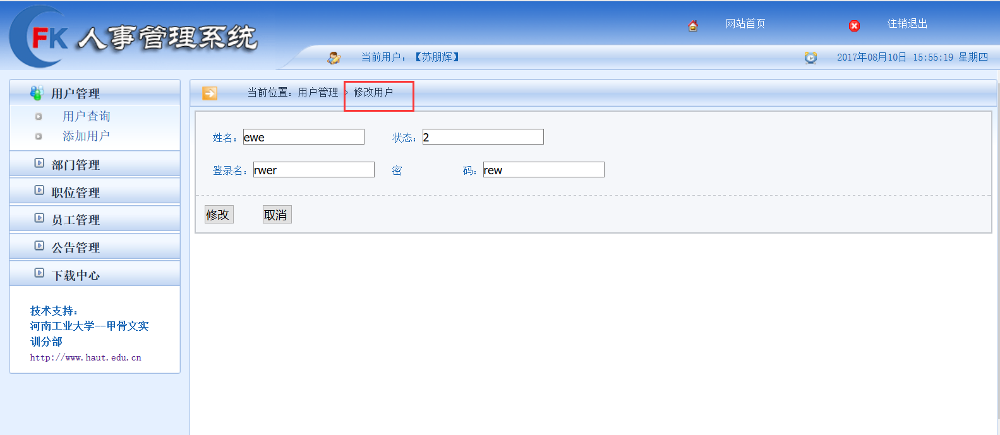 FK 人事管理系统
网站首页
注销退出
当前用户：【苏朋辉】
2017年08月10日 15:55:19 星期四
用户管理
用户查询
添加用户
部门管理
职位管理
员工管理
公告管理
下载中心
技术支持：
河南工业大学--甲骨文实
训分部
http://www.haut.edu.cn
当前位置：用户管理 > 修改用户
姓名：ewe 状态：2
登录名：rwer 密 码：rew
修改 取消